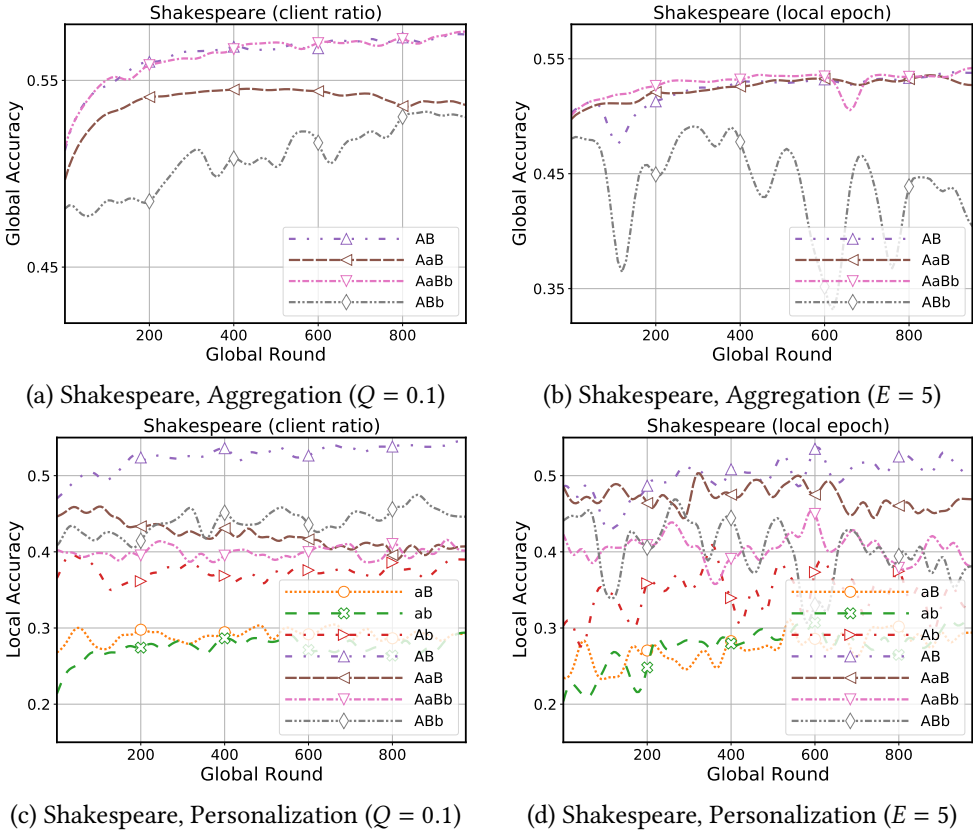 Shakespeare (client ratio)
Global Accuracy
0.55
0.45
200
400
600
800
Global Round
AB
AaB
AaBb
ABb
(a) Shakespeare, Aggregation (Q = 0.1)
Shakespeare (local epoch)
Global Accuracy
0.55
0.45
0.35
200
400
600
800
Global Round
AB
AaB
AaBb
ABb
(b) Shakespeare, Aggregation (E = 5)
Shakespeare (client ratio)
Local Accuracy
0.5
0.4
0.3
0.2
200
400
600
800
Global Round
aB
ab
Ab
AB
AaB
AaBb
ABb
(c) Shakespeare, Personalization (Q = 0.1)
Shakespeare (local epoch)
Local Accuracy
0.5
0.4
0.3
0.2
200
400
600
800
Global Round
aB
ab
Ab
AB
AaB
AaBb
ABb
(d) Shakespeare, Personalization (E = 5)